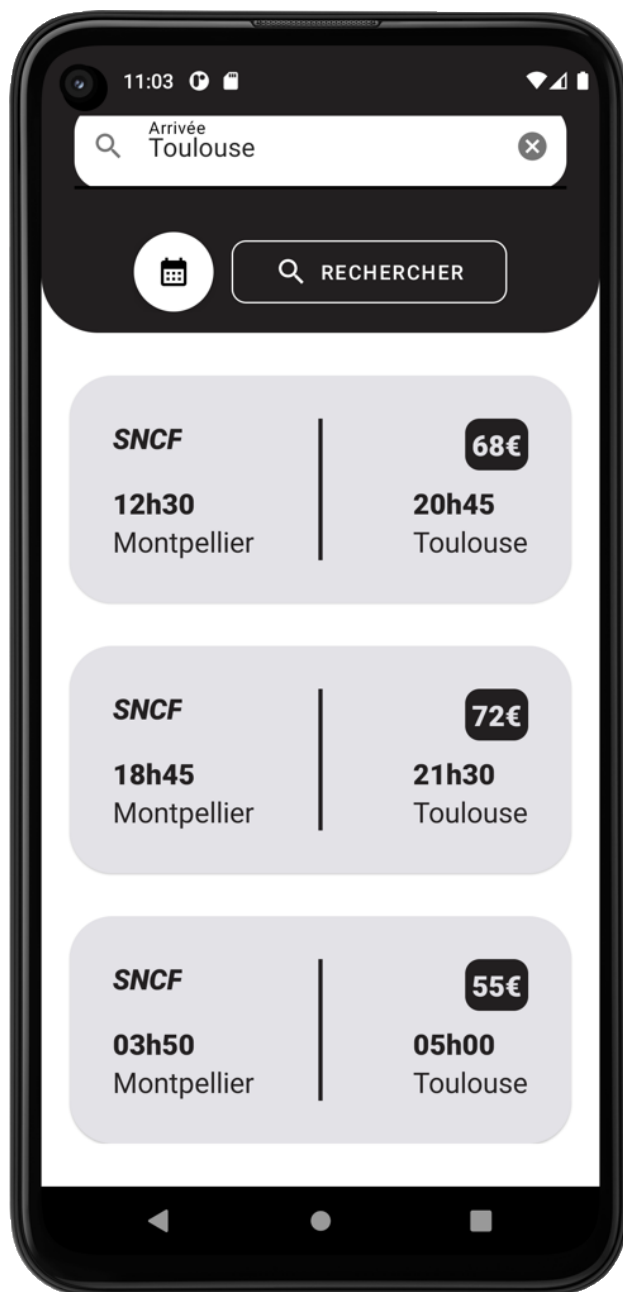 11:03
Arrivée
Toulouse
RECHERCHER
SNCF
68€
12h30
20h45
Montpellier
Toulouse
SNCF
72€
18h45
21h30
Montpellier
Toulouse
SNCF
55€
03h50
05h00
Montpellier
Toulouse